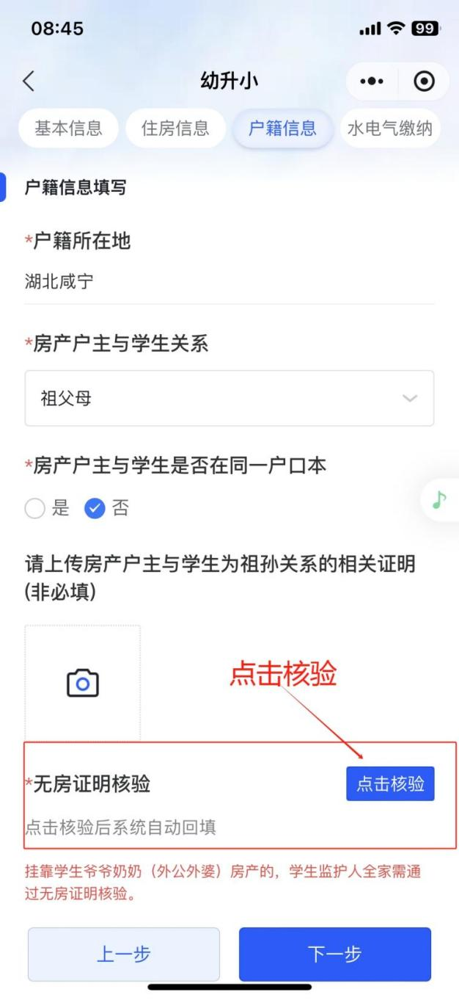 08:45
99
幼升小
基本信息 住房信息 户籍信息 水电气缴纳
户籍信息填写
*户籍所在地
湖北咸宁
*房产户主与学生关系
祖父母
*房产户主与学生是否在同一户口本
是 否
请上传房产户主与学生为祖孙关系的相关证明
(非必填)
点击核验
*无房证明核验 点击核验
点击核验后系统自动回填
挂靠学生爷爷奶奶（外公外婆）房产的，学生监护人全家需通
过无房证明核验。
上一步 下一步